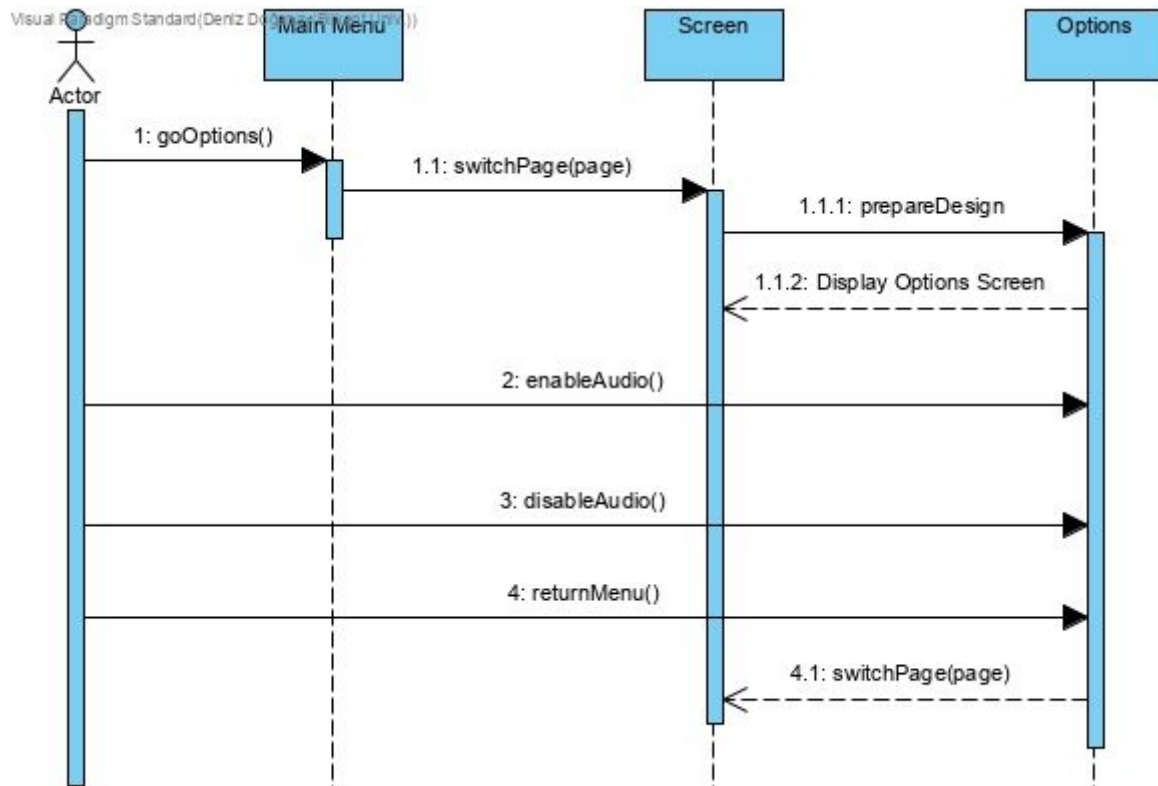 Visual Paradigm Standard(Deniz
Main Menu
Screen
Options
Actor
1: goOptions()
1.1: switchPage(page)
1.1.1: prepareDesign
1.1.2: Display Options Screen
2: enableAudio()
3: disableAudio()
4: returnMenu()
4.1: switchPage(page)